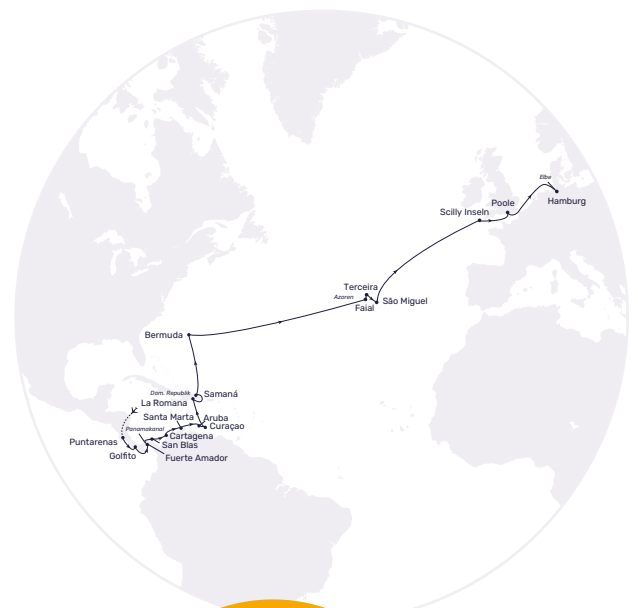 Elbe
Poole
Hamburg
Scilly Inseln
Terceira
Azoren
São Miguel
Faial
Bermuda
Dom. Republik
Samaná
La Romana
Santa Marta
Aruba
Curaçao
Panamakanal
Cartagena
Puntarenas
San Blas
Golfito
Fuerte Amador